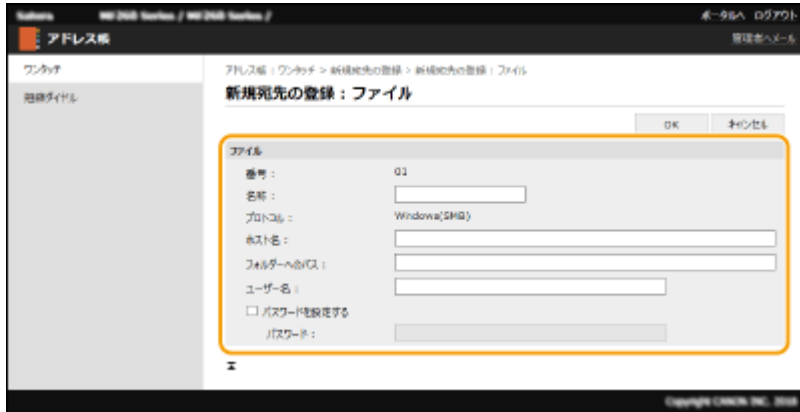 ポータルへ ログアウト
アドレス帳
管理者へメール
ワンタッチ
短縮ダイヤル
アドレス帳：ワンタッチ > 新規宛先の登録 > 新規宛先の登録：ファイル
新規宛先の登録：ファイル
OK キャンセル
ファイル
番号： 01
名称：
プロトコル： Windows(SMB)
ホスト名：
フォルダーへのパス：
ユーザー名：
パスワードを設定する
パスワード：
Copyright CANON INC. 2018